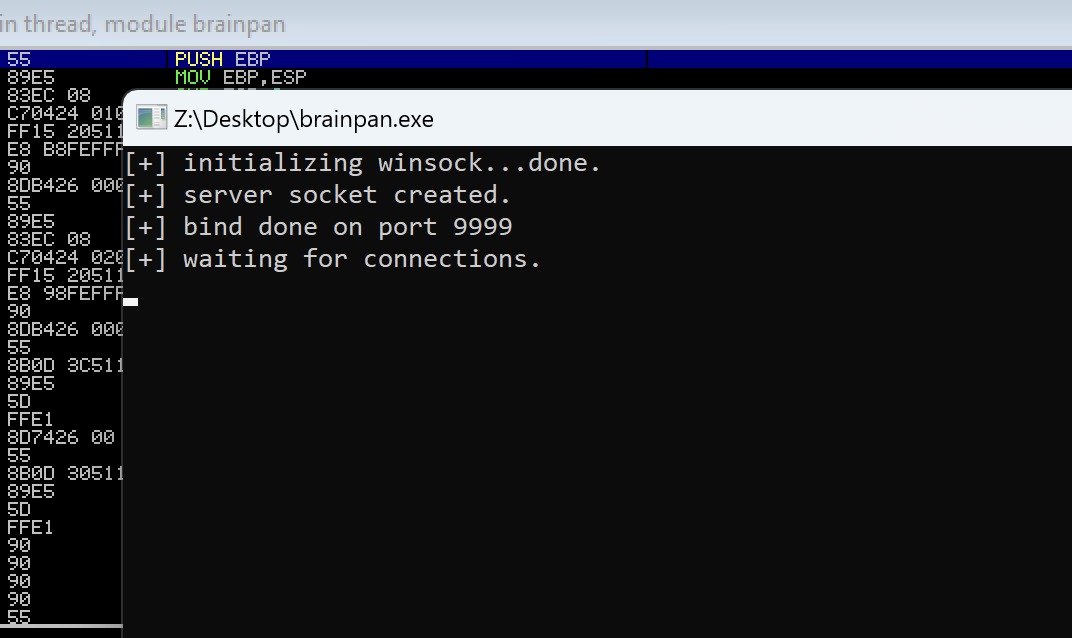 in thread, module brainpan
55 PUSH EBP
89E5 MOV EBP,ESP
83EC 08
C70424 010
FF15 20511
E8 B8FEFFF
90
8DB426 000
55
89E5
83EC 08
C70424 020
FF15 20511
E8 98FEFFF
90
8DB426 000
55
8B0D 3C511
89E5
5D
FFE1
8D7426 00
55
8B0D 30511
89E5
5D
FFE1
90
90
90
90
55
Z:\Desktop\brainpan.exe
[+] initializing winsock...done.
[+] server socket created.
[+] bind done on port 9999
[+] waiting for connections.